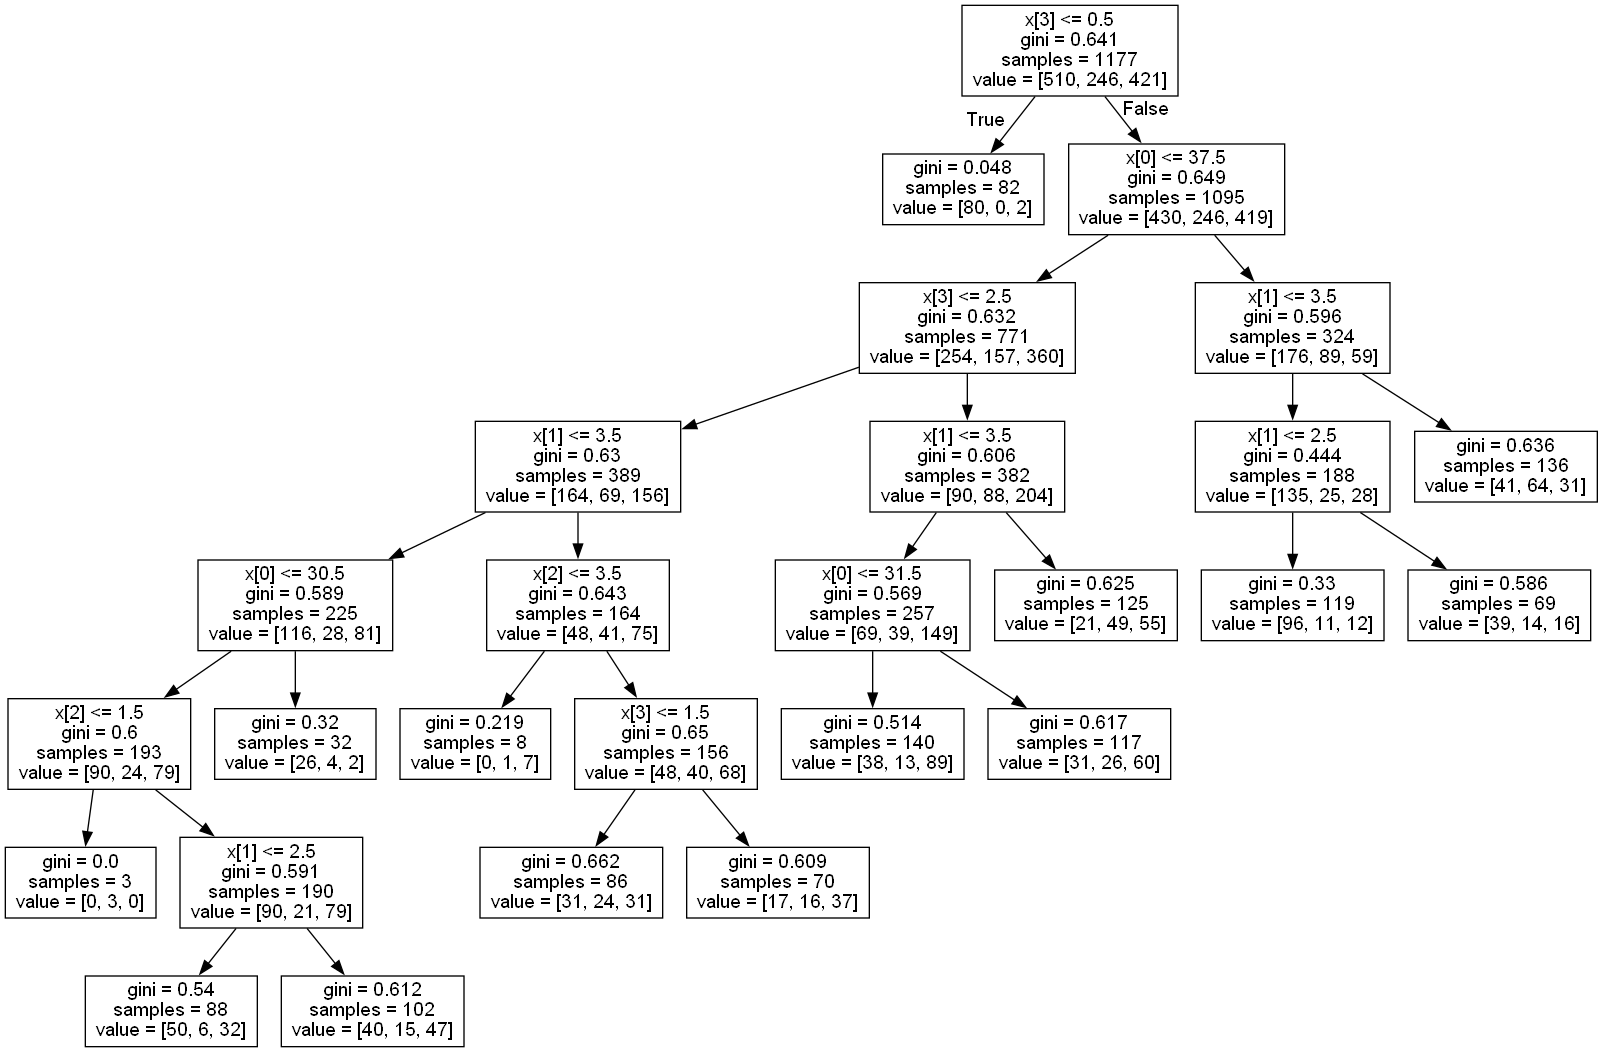 x[3] <= 0.5
gini = 0.641
samples = 1177
value = [510, 246, 421]
True
False
gini = 0.048
samples = 82
value = [80, 0, 2]
x[0] <= 37.5
gini = 0.649
samples = 1095
value = [430, 246, 419]
x[3] <= 2.5
gini = 0.632
samples = 771
value = [254, 157, 360]
x[1] <= 3.5
gini = 0.596
samples = 324
value = [176, 89, 59]
x[1] <= 3.5
gini = 0.63
samples = 389
value = [164, 69, 156]
x[1] <= 3.5
gini = 0.606
samples = 382
value = [90, 88, 204]
x[1] <= 2.5
gini = 0.444
samples = 188
value = [135, 25, 28]
gini = 0.636
samples = 136
value = [41, 64, 31]
x[0] <= 30.5
gini = 0.589
samples = 225
value = [116, 28, 81]
x[2] <= 3.5
gini = 0.643
samples = 164
value = [48, 41, 75]
x[0] <= 31.5
gini = 0.569
samples = 257
value = [69, 39, 149]
gini = 0.625
samples = 125
value = [21, 49, 55]
gini = 0.33
samples = 119
value = [96, 11, 12]
gini = 0.586
samples = 69
value = [39, 14, 16]
x[2] <= 1.5
gini = 0.6
samples = 193
value = [90, 24, 79]
gini = 0.32
samples = 32
value = [26, 4, 2]
gini = 0.219
samples = 8
value = [0, 1, 7]
x[3] <= 1.5
gini = 0.65
samples = 156
value = [48, 40, 68]
gini = 0.514
samples = 140
value = [38, 13, 89]
gini = 0.617
samples = 117
value = [31, 26, 60]
gini = 0.0
samples = 3
value = [0, 3, 0]
x[1] <= 2.5
gini = 0.591
samples = 190
value = [90, 21, 79]
gini = 0.662
samples = 86
value = [31, 24, 31]
gini = 0.609
samples = 70
value = [17, 16, 37]
gini = 0.54
samples = 88
value = [50, 6, 32]
gini = 0.612
samples = 102
value = [40, 15, 47]